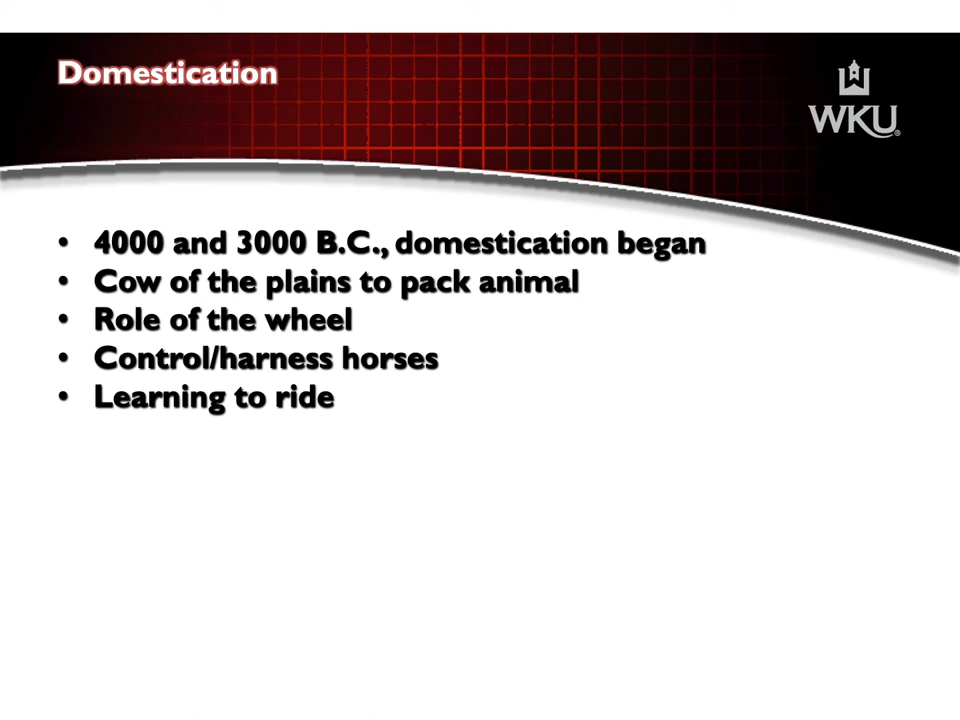 Domestication
WKU®
• 4000 and 3000 B.C., domestication began
• Cow of the plains to pack animal
• Role of the wheel
• Control/harness horses
• Learning to ride